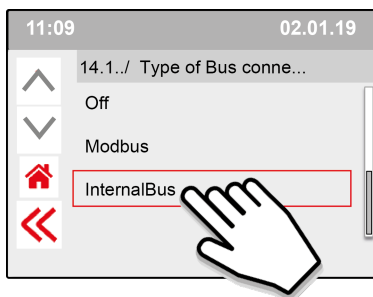 11:09 02.01.19
14.1../ Type of Bus conne...
Off
Modbus
InternalBus